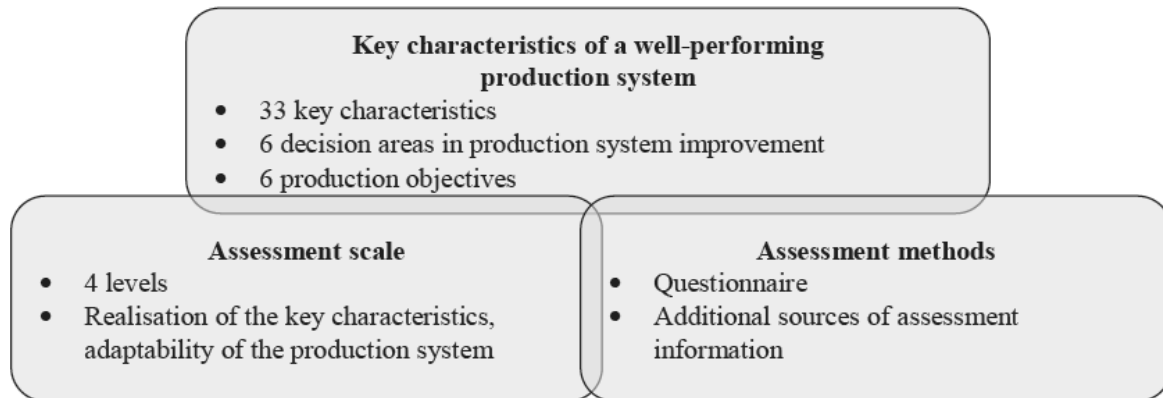 Key characteristics of a well-performing
production system
• 33 key characteristics
• 6 decision areas in production system improvement
• 6 production objectives
Assessment scale
• 4 levels
• Realisation of the key characteristics,
adaptability of the production system
Assessment methods
• Questionnaire
• Additional sources of assessment
information